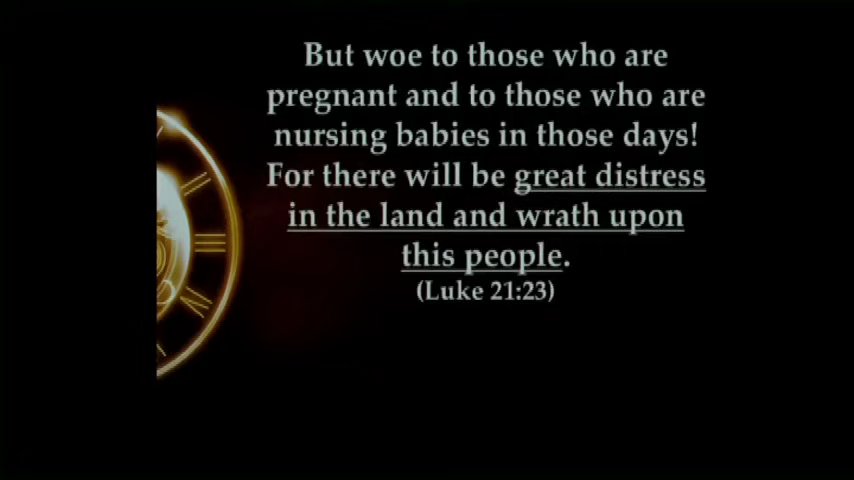 But woe to those who are
pregnant and to those who are
nursing babies in those days!
For there will be great distress
in the land and wrath upon
this people.
(Luke 21:23)